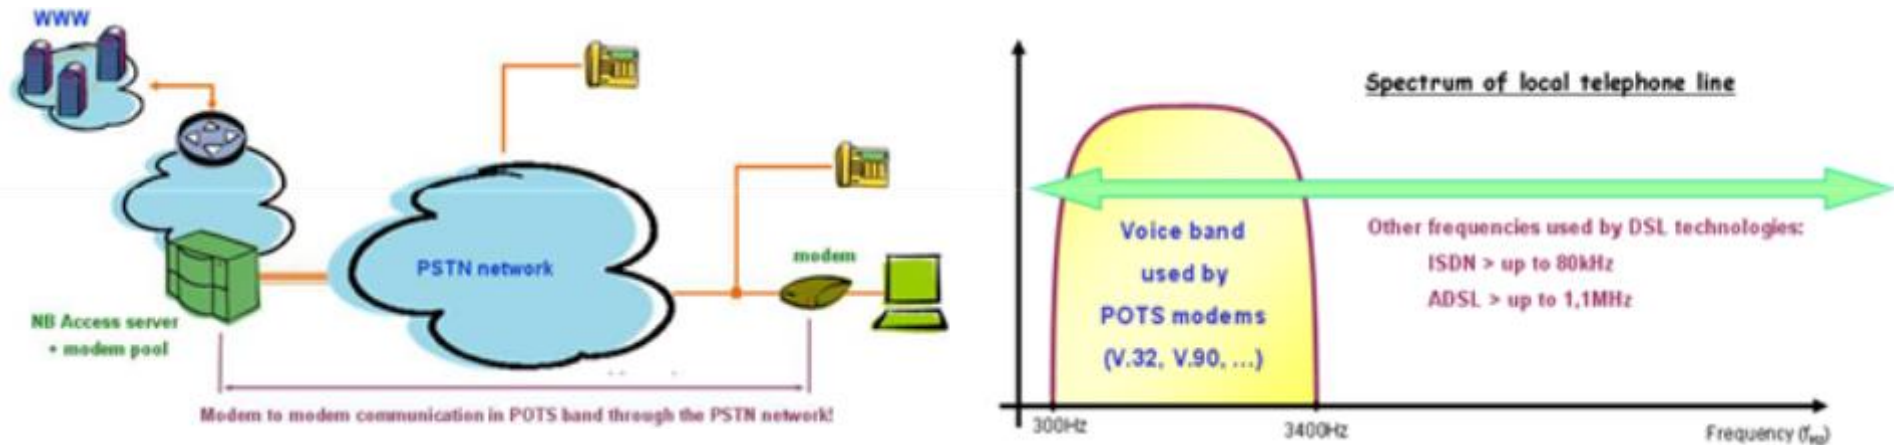 WWW
PSTN network
modem
NB Access server
+ modem pool
Modem to modem communication in POTS band through the PSTN network!
Spectrum of local telephone line
Voice band
used by
POTS modems
(V.32, V.90, ...)
Other frequencies used by DSL technologies:
ISDN > up to 80kHz
ADSL > up to 1,1MHz
300Hz
3400Hz
Frequency (fHz)